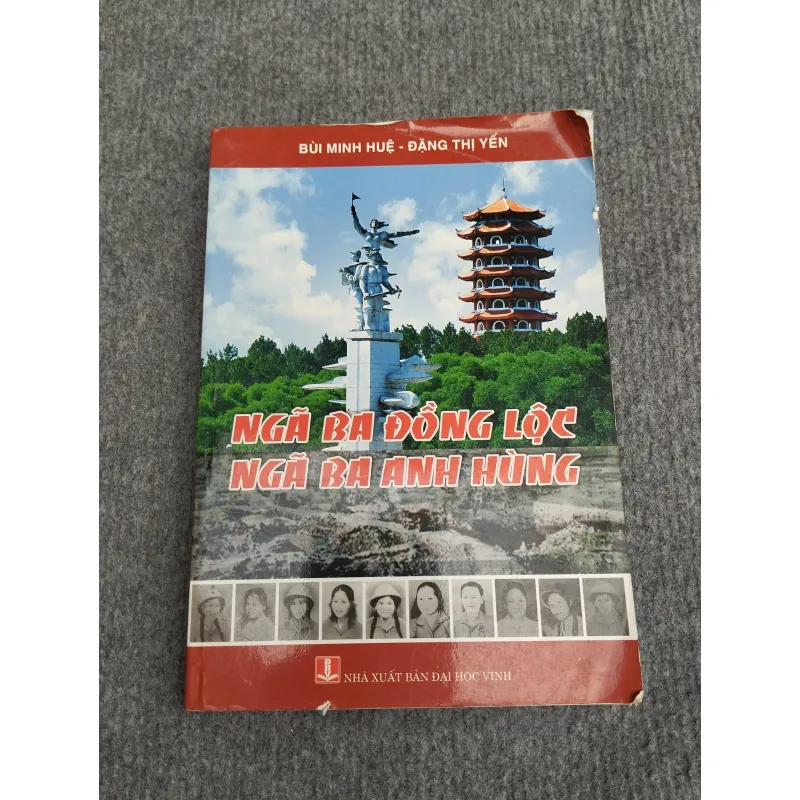 BÙI MINH HUỆ - ĐẶNG THỊ YẾN
NGÃ BA ĐỒNG LỘC
NGÃ BA ANH HÙNG
NHÀ XUẤT BẢN ĐẠI HỌC VINH